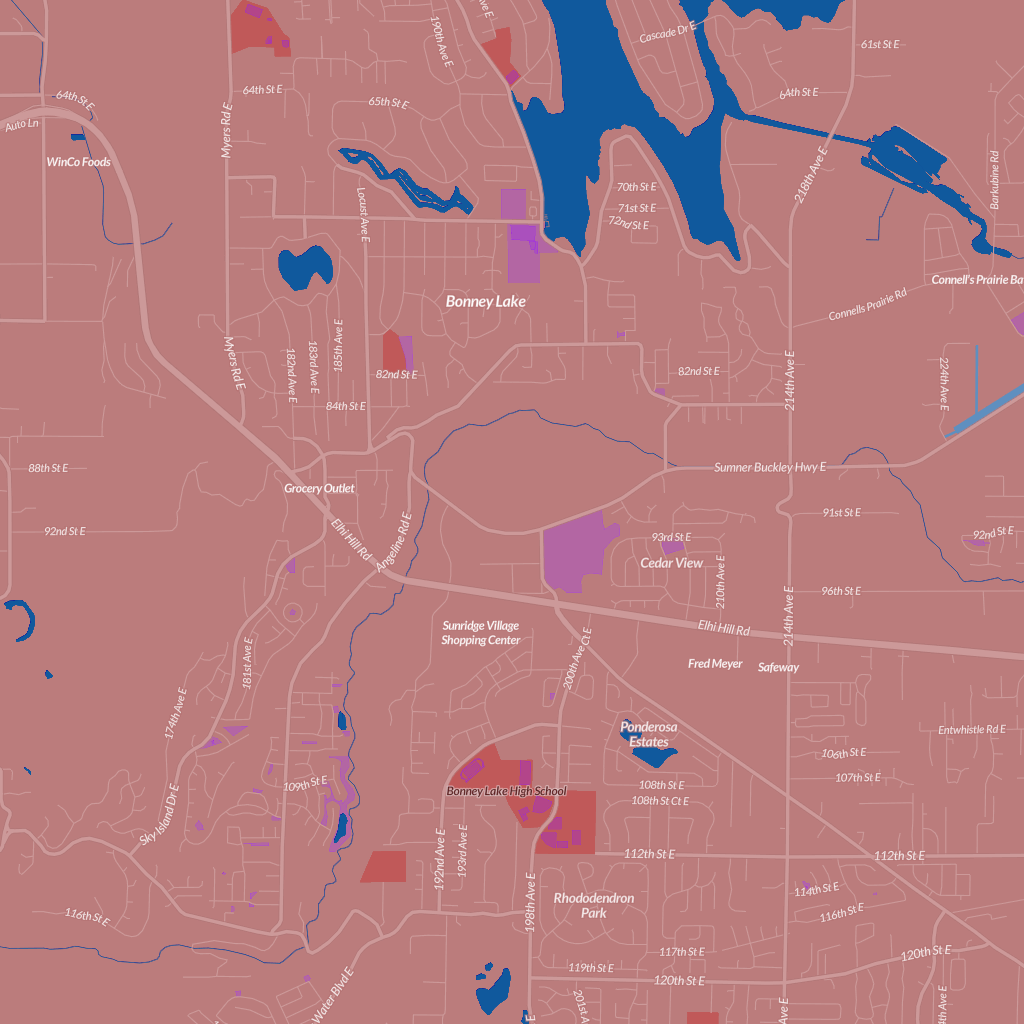 190th Ave E
ve E
Cascade Dr E
61st St E
64th St E
64th St E
65th St E
64th St E
Auto Ln
Myers Rd E
WinCo Foods
218th Ave E
Barkubine Rd
70th St E
Locust Ave E
71st St E
72nd St E
Connell's Prairie Ba
Bonney Lake
Connells Prairie Rd
Myers Rd E
182nd Ave E
183rd Ave E
185th Ave E
82nd St E
82nd St E
214th Ave E
224th Ave E
84th St E
88th St E
Sumner Buckley Hwy E
Grocery Outlet
92nd St E
Elhi Hill Rd
Angeline Rd E
91st St E
93rd St E
92nd St E
Cedar View
210th Ave E
96th St E
214th Ave E
Sunridge Village
Shopping Center
Elhi Hill Rd
181st Ave E
200th Ave Ct E
Fred Meyer
Safeway
174th Ave E
Ponderosa
Estates
Entwhistle Rd E
106th St E
107th St E
109th St E
Bonney Lake High School
108th St E
108th St Ct E
Sky Island Dr E
192nd Ave E
193rd Ave E
112th St E
112th St E
198th Ave E
Rhododendron
Park
114th St E
116th St E
116th St E
117th St E
120th St E
119th St E
120th St E
Water Blvd E
201st A
E
Ave E
4th Ave E